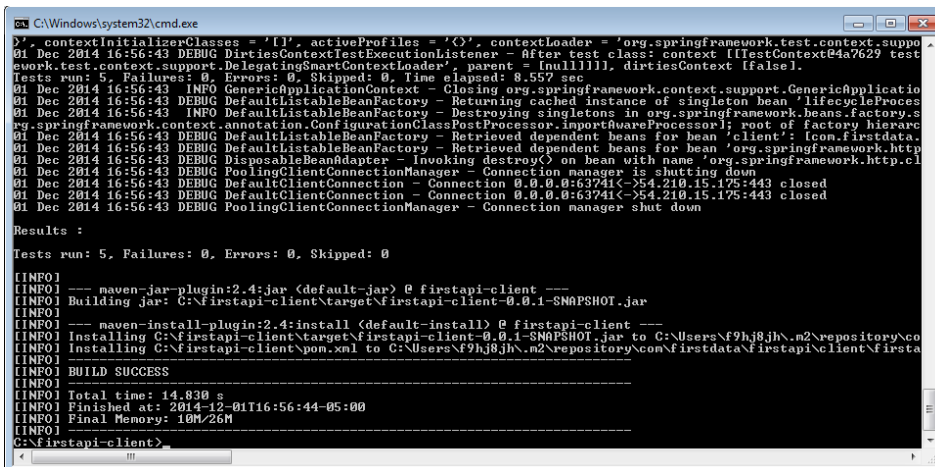 C:\Windows\system32\cmd.exe
}', contextInitializerClasses = '[]', activeProfiles = '{}', contextLoader = 'org.springframework.test.context.suppo
01 Dec 2014 16:56:43 DEBUG DirtiesContextTestExecutionListener - After test class: context [[TestContext@4a7629 test
ework.test.context.support.DelegatingSmartContextLoader', parent = [null]]]], dirtiesContext [false].
Tests run: 5, Failures: 0, Errors: 0, Skipped: 0, Time elapsed: 8.557 sec
01 Dec 2014 16:56:43  INFO GenericApplicationContext - Closing org.springframework.context.support.GenericApplicatio
01 Dec 2014 16:56:43 DEBUG DefaultListableBeanFactory - Returning cached instance of singleton bean 'lifecycleProces
01 Dec 2014 16:56:43  INFO DefaultListableBeanFactory - Destroying singletons in org.springframework.beans.factory.s
rg.springframework.context.annotation.ConfigurationClassPostProcessor.importAwareProcessor]; root of factory hierarc
01 Dec 2014 16:56:43 DEBUG DefaultListableBeanFactory - Retrieved dependent beans for bean 'client': [com.firstdata.
01 Dec 2014 16:56:43 DEBUG DefaultListableBeanFactory - Retrieved dependent beans for bean 'org.springframework.http
01 Dec 2014 16:56:43 DEBUG DisposableBeanAdapter - Invoking destroy() on bean with name 'org.springframework.http.cl
01 Dec 2014 16:56:43 DEBUG PoolingClientConnectionManager - Connection manager is shutting down
01 Dec 2014 16:56:43 DEBUG DefaultClientConnection - Connection 0.0.0.0:63741<->54.210.15.175:443 closed
01 Dec 2014 16:56:43 DEBUG DefaultClientConnection - Connection 0.0.0.0:63741<->54.210.15.175:443 closed
01 Dec 2014 16:56:43 DEBUG PoolingClientConnectionManager - Connection manager shut down
Results :
Tests run: 5, Failures: 0, Errors: 0, Skipped: 0
[INFO]
[INFO] --- maven-jar-plugin:2.4:jar (default-jar) @ firstapi-client ---
[INFO] Building jar: C:\firstapi-client\target\firstapi-client-0.0.1-SNAPSHOT.jar
[INFO]
[INFO] --- maven-install-plugin:2.4:install (default-install) @ firstapi-client ---
[INFO] Installing C:\firstapi-client\target\firstapi-client-0.0.1-SNAPSHOT.jar to C:\Users\f9hj8jh\.m2\repository\co
[INFO] Installing C:\firstapi-client\pom.xml to C:\Users\f9hj8jh\.m2\repository\com\firstdata\firstapi\client\firsta
[INFO] ------------------------------------------------------------------------
[INFO] BUILD SUCCESS
[INFO] ------------------------------------------------------------------------
[INFO] Total time: 14.830 s
[INFO] Finished at: 2014-12-01T16:56:44-05:00
[INFO] Final Memory: 10M/26M
[INFO] ------------------------------------------------------------------------
C:\firstapi-client>_